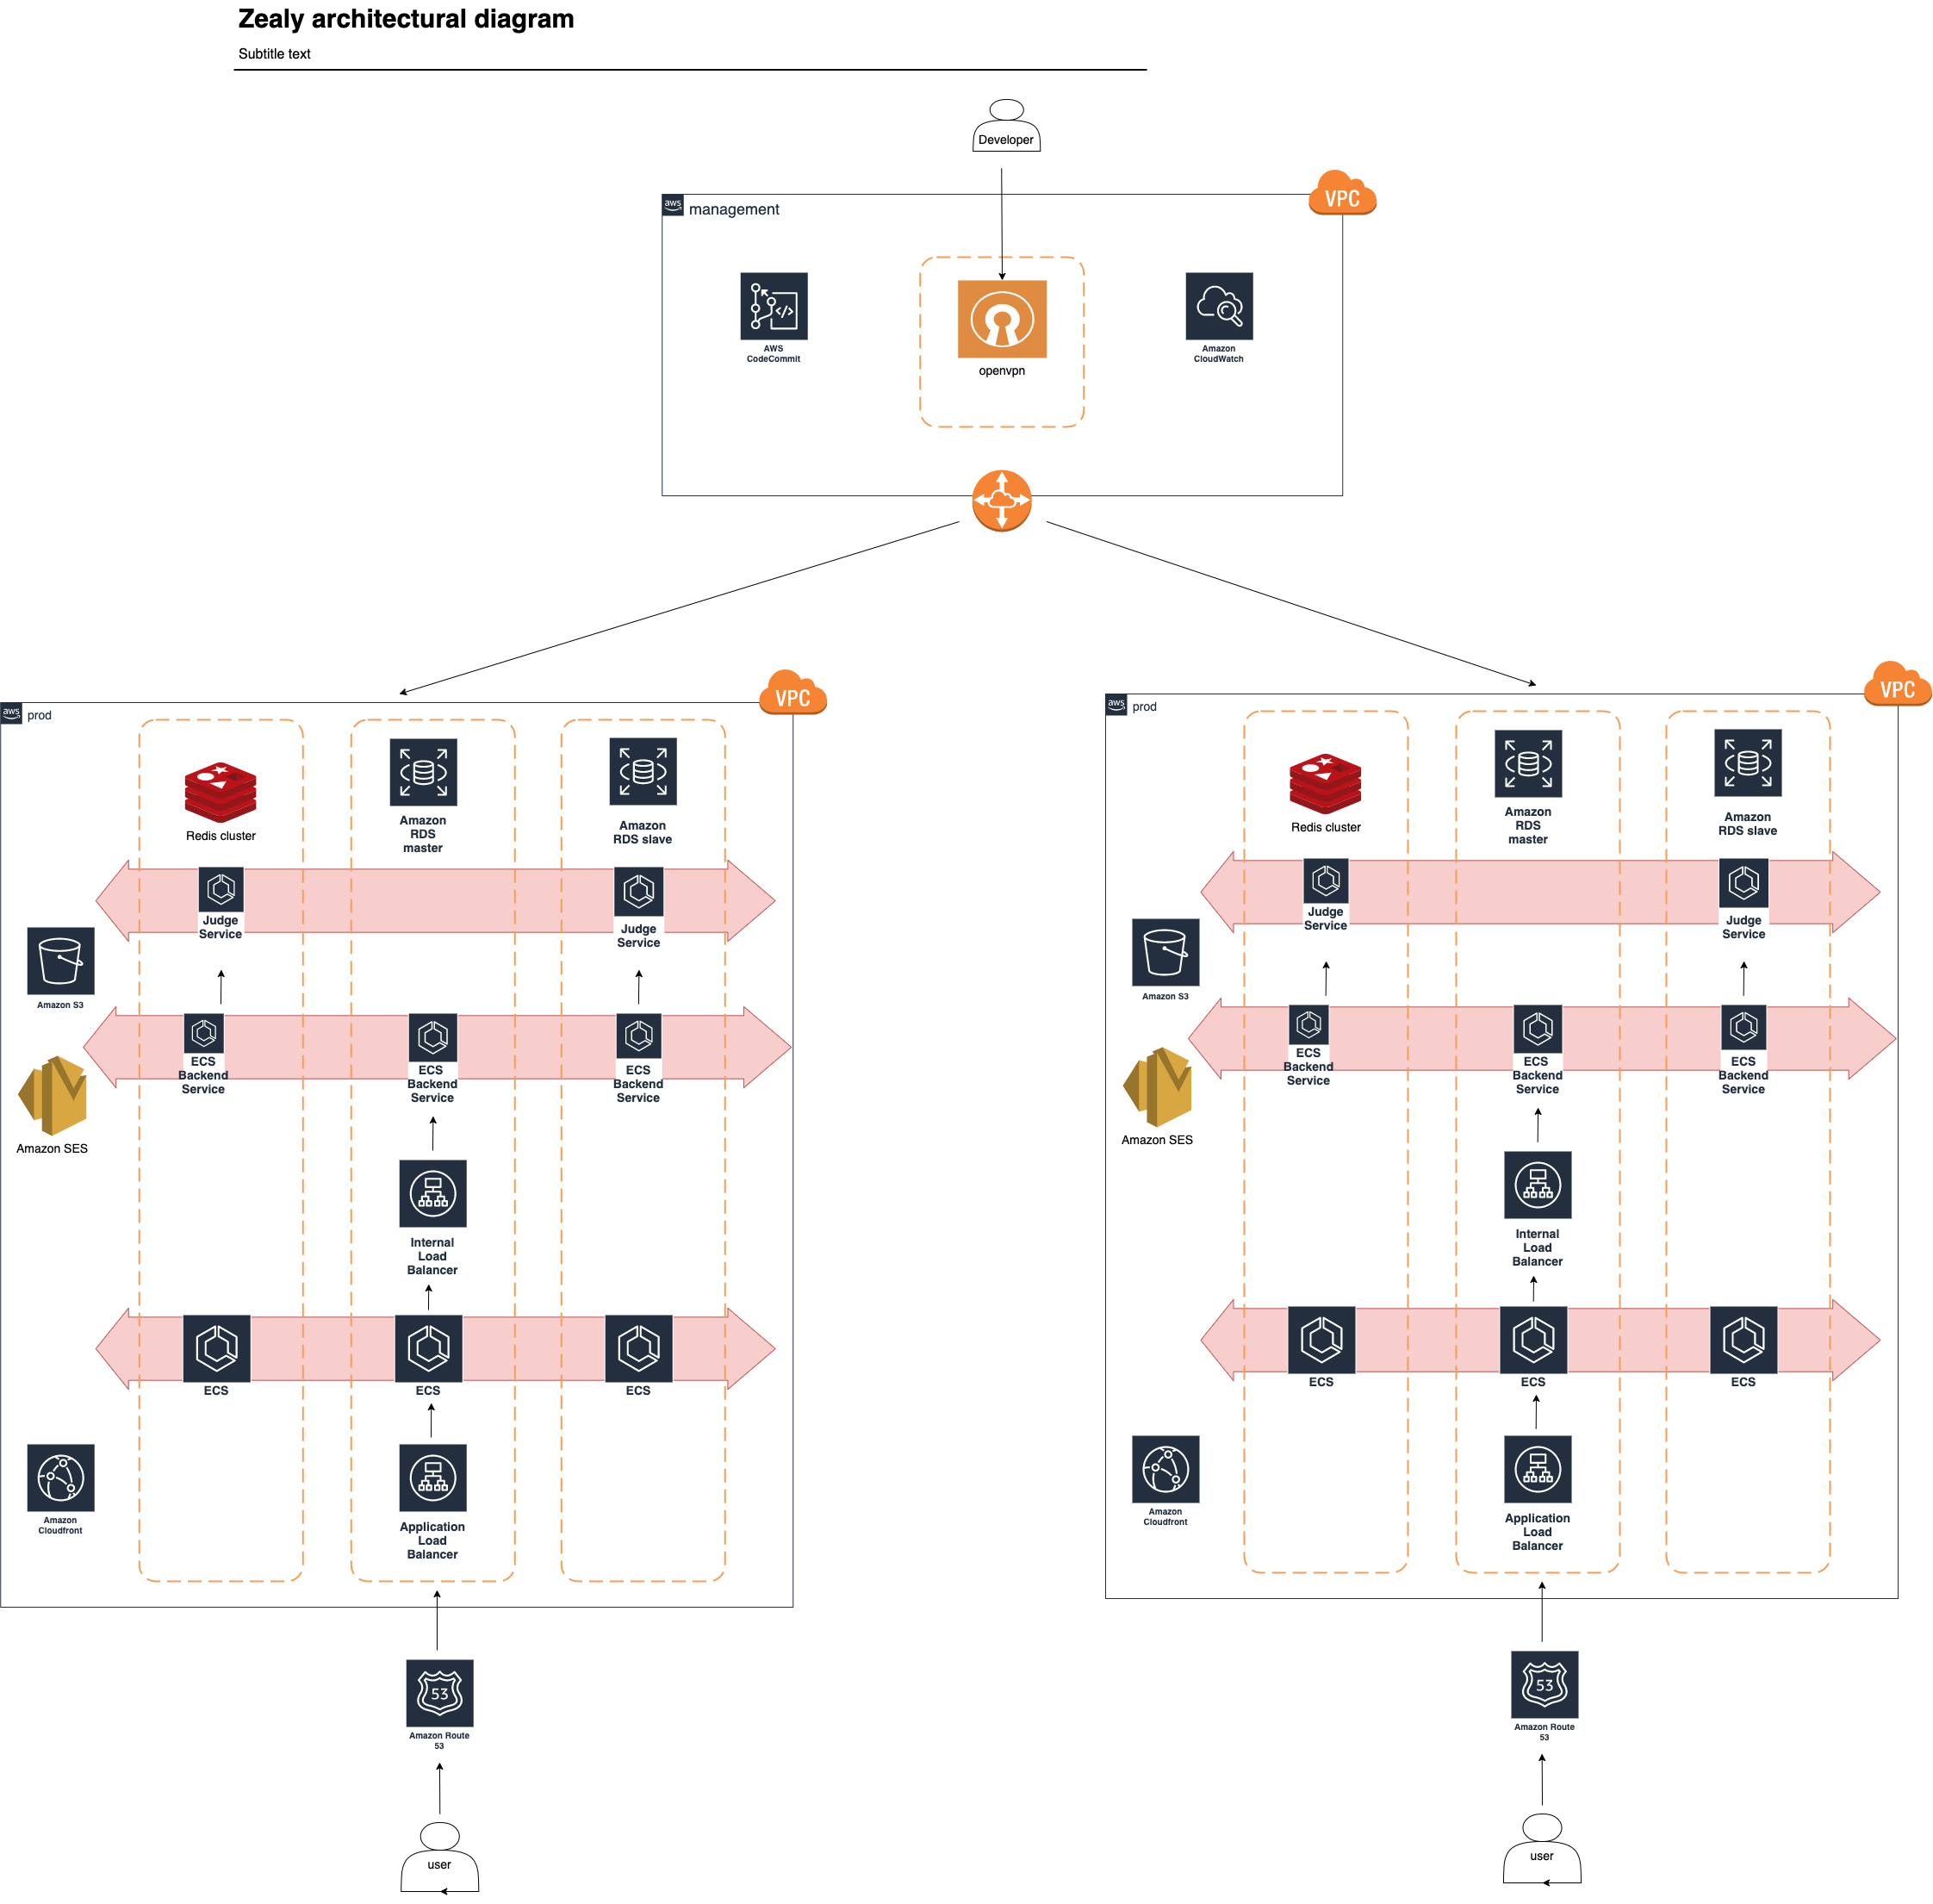 Zealy architectural diagram
Subtitle text
Developer
VPC
aws
management
AWS
CodeCommit
openvpn
Amazon
CloudWatch
VPC
aws
prod
Redis cluster
Amazon
RDS
master
Amazon
RDS slave
Judge
Service
Judge
Service
Amazon S3
ECS
Backend
Service
ECS
Backend
Service
ECS
Backend
Service
Amazon SES
Internal
Load
Balancer
ECS
ECS
ECS
Amazon
Cloudfront
Application
Load
Balancer
53
Amazon Route
53
user
VPC
aws
prod
Redis cluster
Amazon
RDS
master
Amazon
RDS slave
Judge
Service
Judge
Service
Amazon S3
ECS
Backend
Service
ECS
Backend
Service
ECS
Backend
Service
Amazon SES
Internal
Load
Balancer
ECS
ECS
ECS
Amazon
Cloudfront
Application
Load
Balancer
53
Amazon Route
53
user